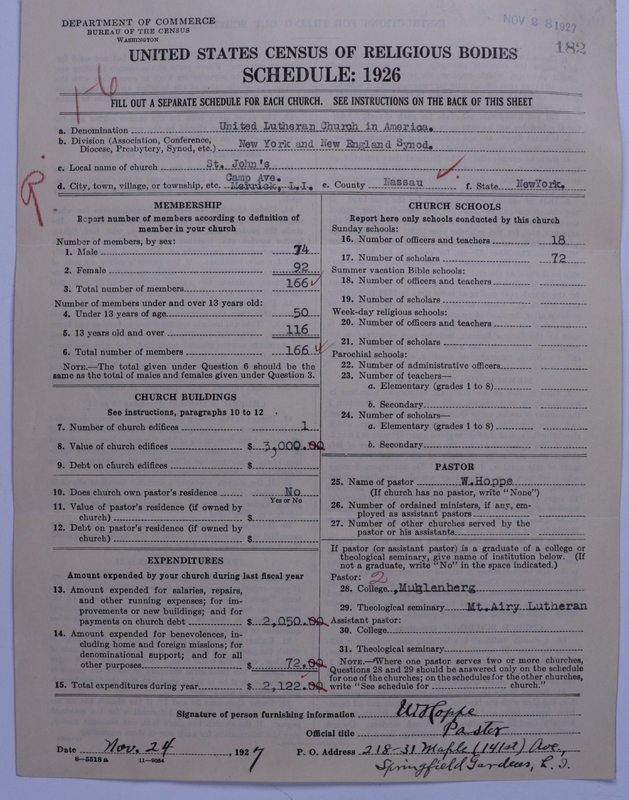 DEPARTMENT OF COMMERCE
BUREAU OF THE CENSUS
WASHINGTON
NOV 28 1927
182
UNITED STATES CENSUS OF RELIGIOUS BODIES
SCHEDULE: 1926
1-6
FILL OUT A SEPARATE SCHEDULE FOR EACH CHURCH. SEE INSTRUCTIONS ON THE BACK OF THIS SHEET
a. Denomination United Lutheran Church in America.
b. Division (Association, Conference, Diocese, Presbytery, Synod, etc.) New York and New England Synod.
c. Local name of church St. John's
Camp Ave.
d. City, town, village, or township, etc. Merrick, L.I. e. County Nassau f. State NewYork.
R.
MEMBERSHIP
Report number of members according to definition of
member in your church
Number of members, by sex:
1. Male 74
2. Female 92
3. Total number of members 166
Number of members under and over 13 years old:
4. Under 13 years of age 50
5. 13 years old and over 116
6. Total number of members 166
NOTE.—The total given under Question 6 should be
same as the total of males and females given under Question 3.
CHURCH BUILDINGS
See instructions, paragraphs 10 to 12
7. Number of church edifices 1
8. Value of church edifices $ 3,000.00
9. Debt on church edifices $
10. Does church own pastor's residence No
Yes or No
11. Value of pastor's residence (if owned by
church) $
12. Debt on pastor's residence (if owned by
church) $
EXPENDITURES
Amount expended by your church during last fiscal year
13. Amount expended for salaries, repairs,
and other running expenses; for im-
provements or new buildings; and for
payments on church debt $ 2,050.00
14. Amount expended for benevolences, in-
cluding home and foreign missions; for
denominational support; and for all
other purposes $ 72.00
15. Total expenditures during year $ 2,122.00
CHURCH SCHOOLS
Report here only schools conducted by this church
Sunday schools:
16. Number of officers and teachers 18
17. Number of scholars 72
Summer vacation Bible schools:
18. Number of officers and teachers
19. Number of scholars
Week-day religious schools:
20. Number of officers and teachers
21. Number of scholars
Parochial schools:
22. Number of administrative officers
23. Number of teachers—
a. Elementary (grades 1 to 8)
b. Secondary
24. Number of scholars—
a. Elementary (grades 1 to 8)
b. Secondary
PASTOR
25. Name of pastor W.Hoppe
(If church has no pastor, write "None")
26. Number of ordained ministers, if any, em-
ployed as assistant pastors
27. Number of other churches served by the
pastor or his assistants
If pastor (or assistant pastor) is a graduate of a college or
theological seminary, give name of institution below. (If
not a graduate, write "No" in the space indicated.)
Pastor: 2
28. College Muhlenberg
29. Theological seminary Mt.Airy Lutheran
Assistant pastor:
30. College
31. Theological seminary
NOTE.—Where one pastor serves two or more churches,
Questions 28 and 29 should be answered only on the schedule
for one of the churches; on the schedules for the other churches,
write "See schedule for church."
Signature of person furnishing information W Hoppe
Official title Pastor
Date Nov. 24, 1927 P. O. Address 218-31 Maple (141st) Ave,
8-5518a 11-9054 Springfield Gardens, L. I.